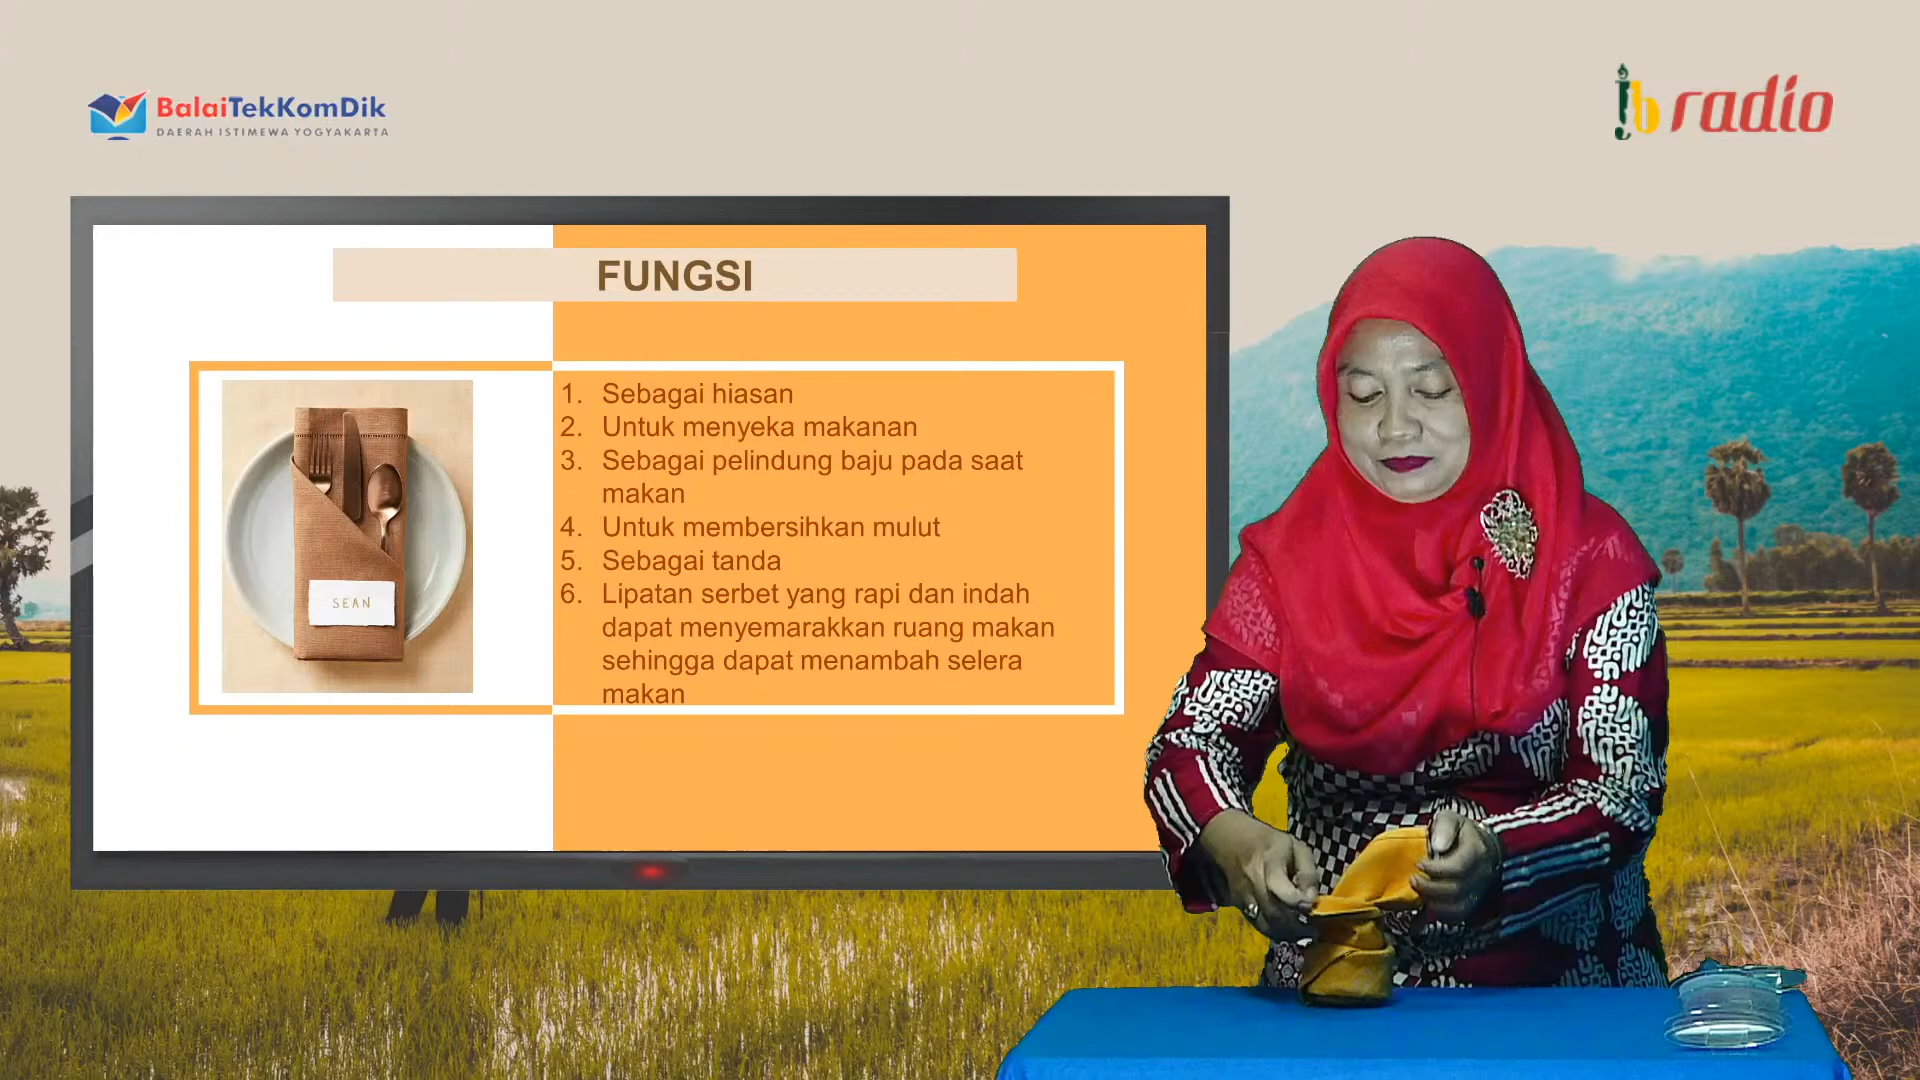 BalaiTekKomDik
DAERAH ISTIMEWA YOGYAKARTA
jb radio
FUNGSI
1. Sebagai hiasan
2. Untuk menyeka makanan
3. Sebagai pelindung baju pada saat
makan
4. Untuk membersihkan mulut
5. Sebagai tanda
6. Lipatan serbet yang rapi dan indah
dapat menyemarakkan ruang makan
sehingga dapat menambah selera
makan
SEAN